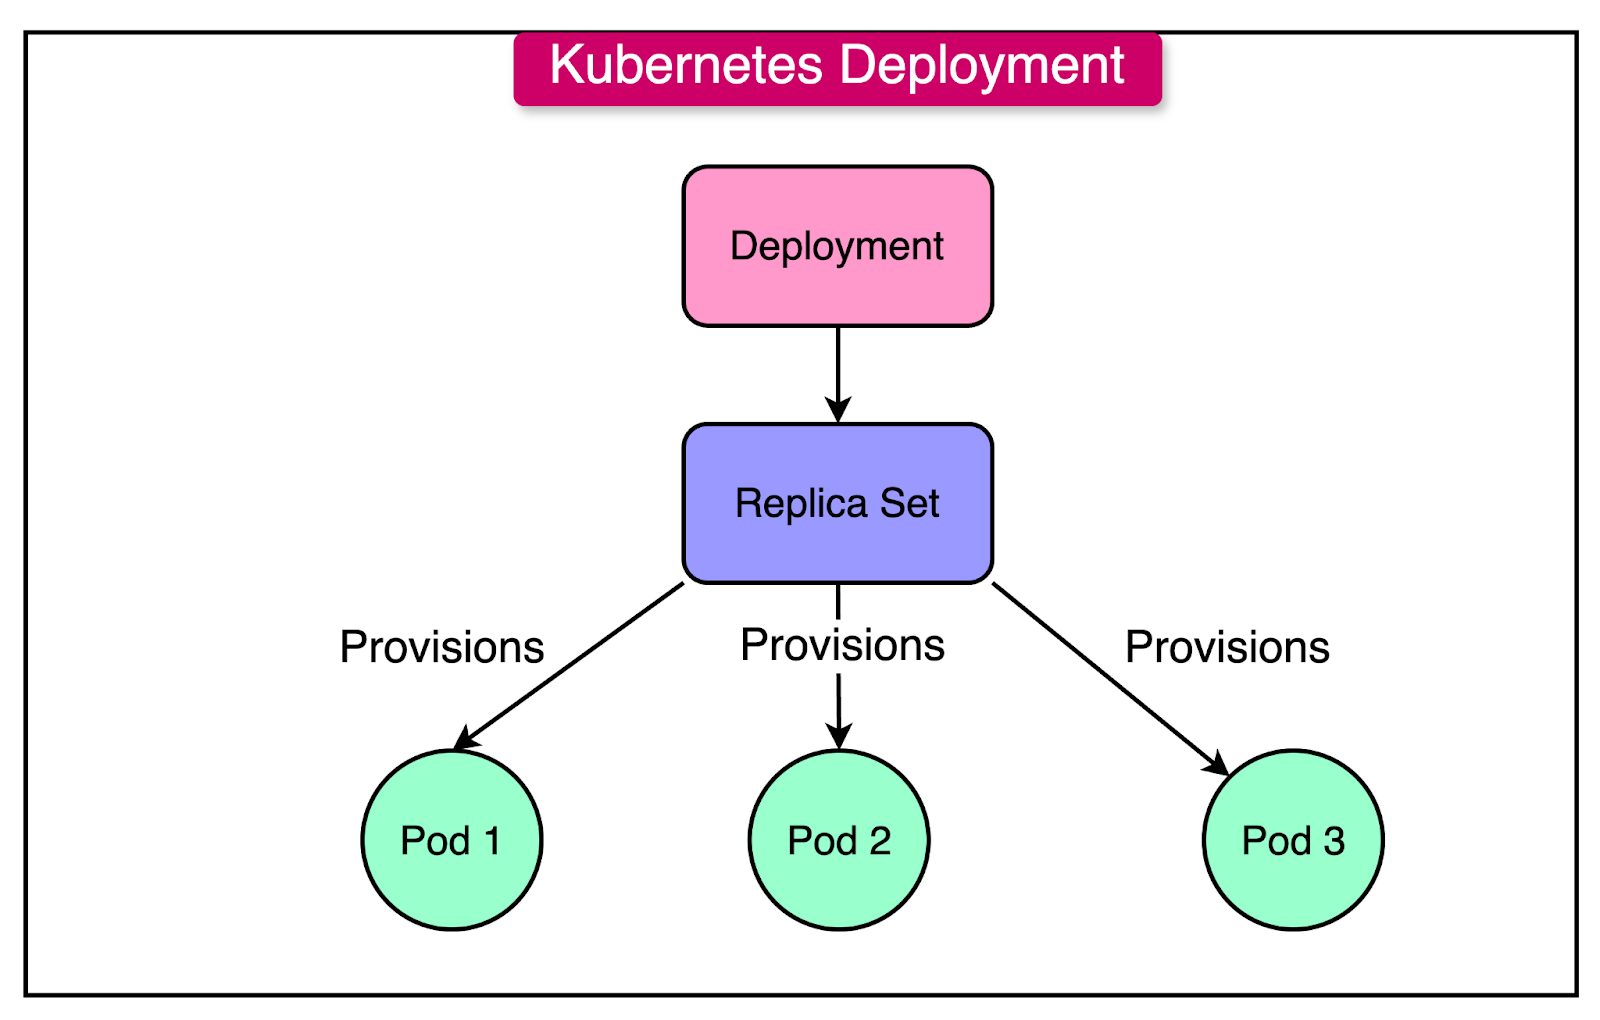 Kubernetes Deployment
Deployment
Replica Set
Provisions
Provisions
Provisions
Pod 1
Pod 2
Pod 3